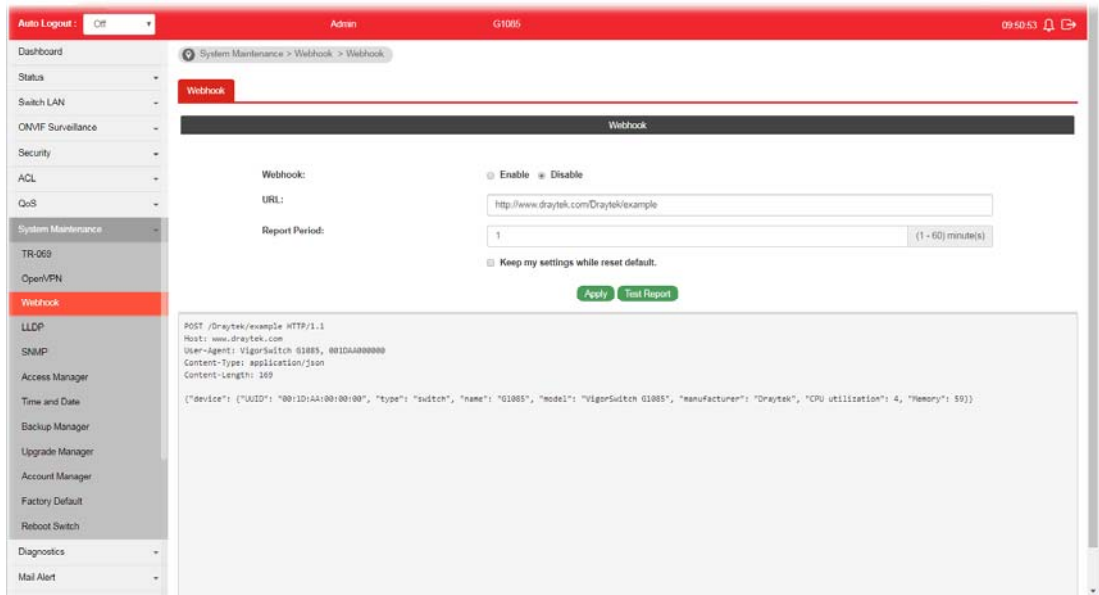 Auto Logout : Off Admin G1085 09:50:53
Dashboard
Status
Switch LAN
ONVIF Surveillance
Security
ACL
QoS
System Maintenance
TR-069
OpenVPN
Webhook
LLDP
SNMP
Access Manager
Time and Date
Backup Manager
Upgrade Manager
Account Manager
Factory Default
Reboot Switch
Diagnostics
Mail Alert
System Maintenance > Webhook > Webhook
Webhook
Webhook
Webhook: Enable Disable
URL: http://www.draytek.com/Draytek/example
Report Period: 1 (1 - 60) minute(s)
Keep my settings while reset default.
Apply Test Report
POST /Draytek/example HTTP/1.1
Host: www.draytek.com
User-Agent: VigorSwitch G1085, 001DAA000000
Content-Type: application/json
Content-Length: 169
{"device": {"UUID": "00:1D:AA:00:00:00", "type": "switch", "name": "G1085", "model": "VigorSwitch G1085", "manufacturer": "Draytek", "CPU utilization": 4, "Memory": 59}}